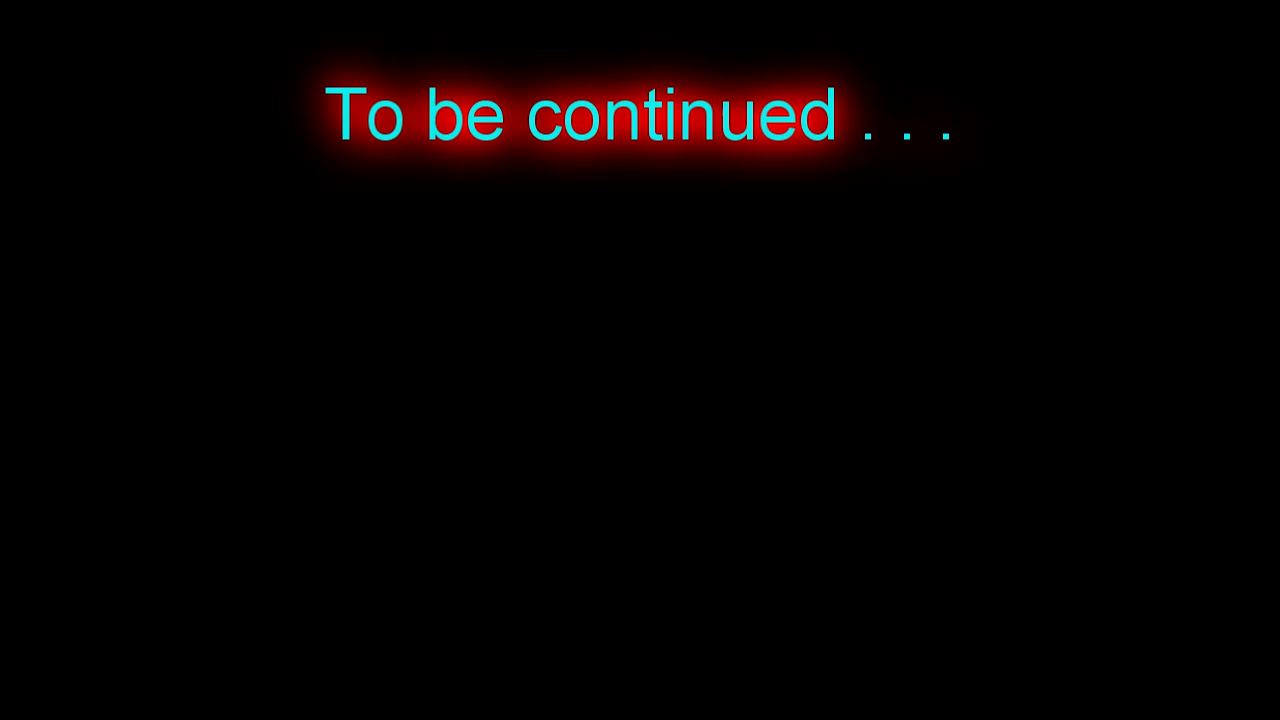 To be continued . . .